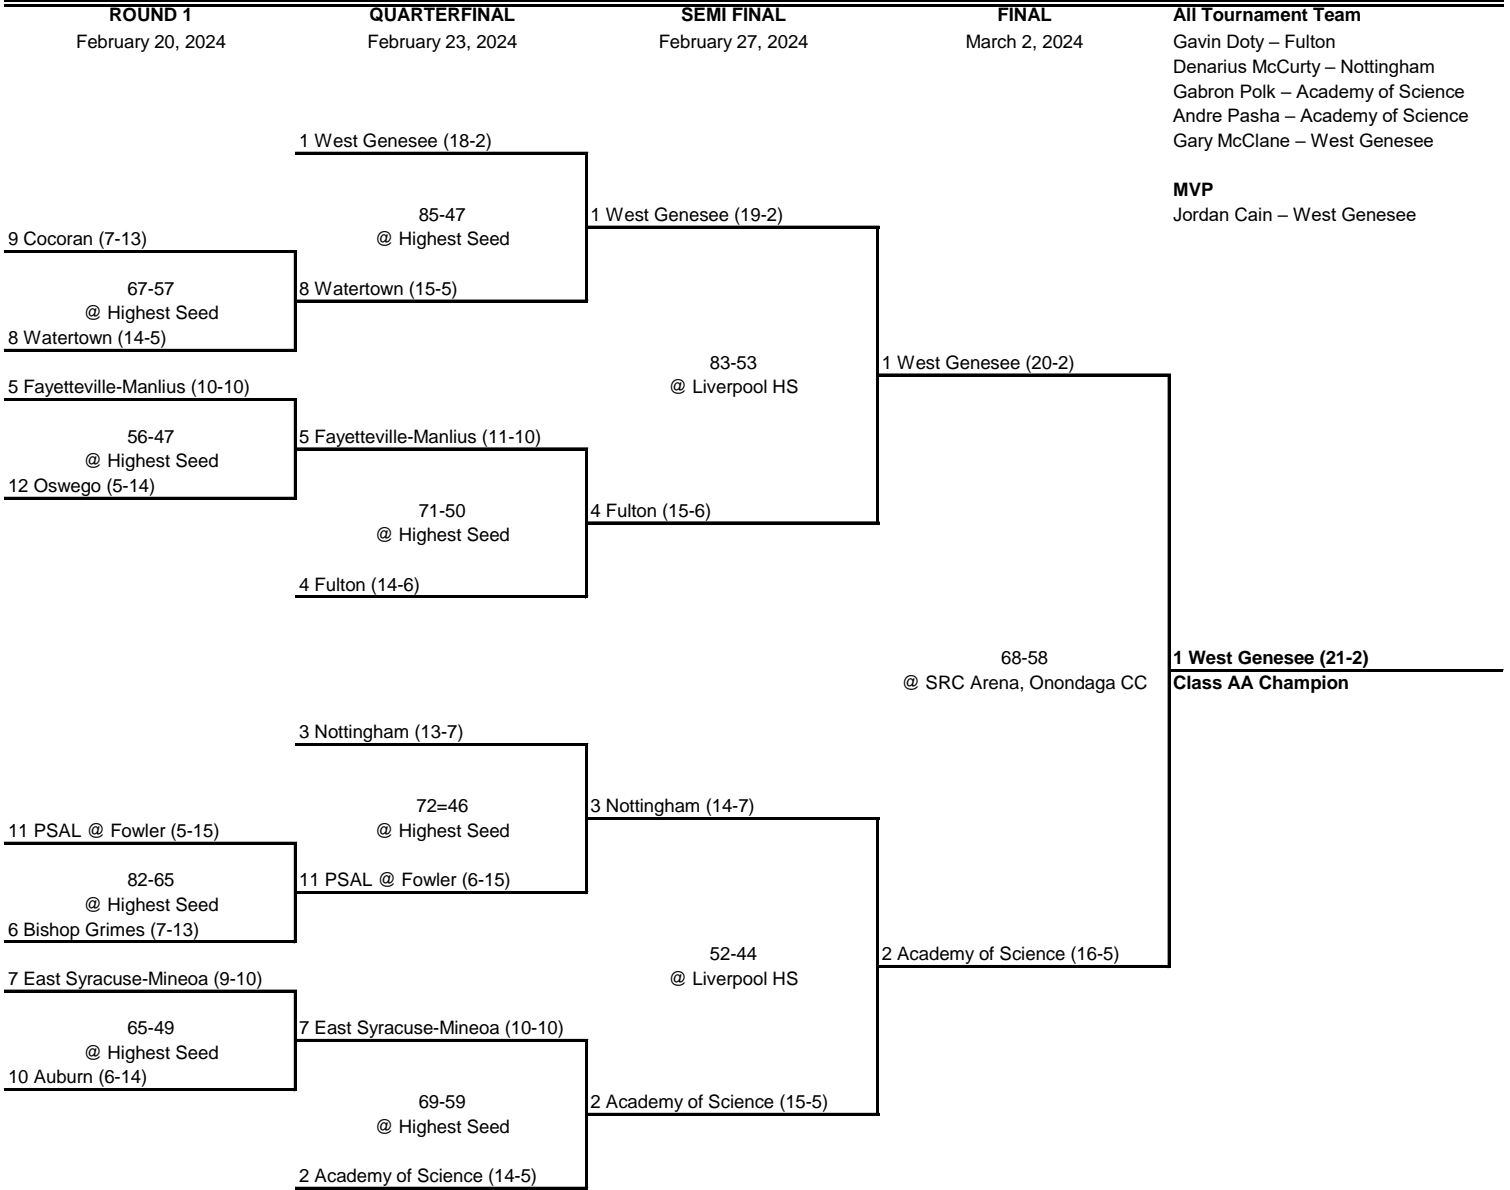 ROUND 1
February 20, 2024
QUARTERFINAL
February 23, 2024
SEMI FINAL
February 27, 2024
FINAL
March 2, 2024
All Tournament Team
Gavin Doty – Fulton
Denarius McCurty – Nottingham
Gabron Polk – Academy of Science
Andre Pasha – Academy of Science
Gary McClane – West Genesee
MVP
Jordan Cain – West Genesee
9 Cocoran (7-13)
67-57
@ Highest Seed
8 Watertown (14-5)
5 Fayetteville-Manlius (10-10)
56-47
@ Highest Seed
12 Oswego (5-14)
11 PSAL @ Fowler (5-15)
82-65
@ Highest Seed
6 Bishop Grimes (7-13)
7 East Syracuse-Mineoa (9-10)
65-49
@ Highest Seed
10 Auburn (6-14)
1 West Genesee (18-2)
85-47
@ Highest Seed
8 Watertown (15-5)
5 Fayetteville-Manlius (11-10)
71-50
@ Highest Seed
4 Fulton (14-6)
3 Nottingham (13-7)
72=46
@ Highest Seed
11 PSAL @ Fowler (6-15)
7 East Syracuse-Mineoa (10-10)
69-59
@ Highest Seed
2 Academy of Science (14-5)
1 West Genesee (19-2)
83-53
@ Liverpool HS
4 Fulton (15-6)
3 Nottingham (14-7)
52-44
@ Liverpool HS
2 Academy of Science (15-5)
1 West Genesee (20-2)
68-58
@ SRC Arena, Onondaga CC
2 Academy of Science (16-5)
1 West Genesee (21-2)
Class AA Champion